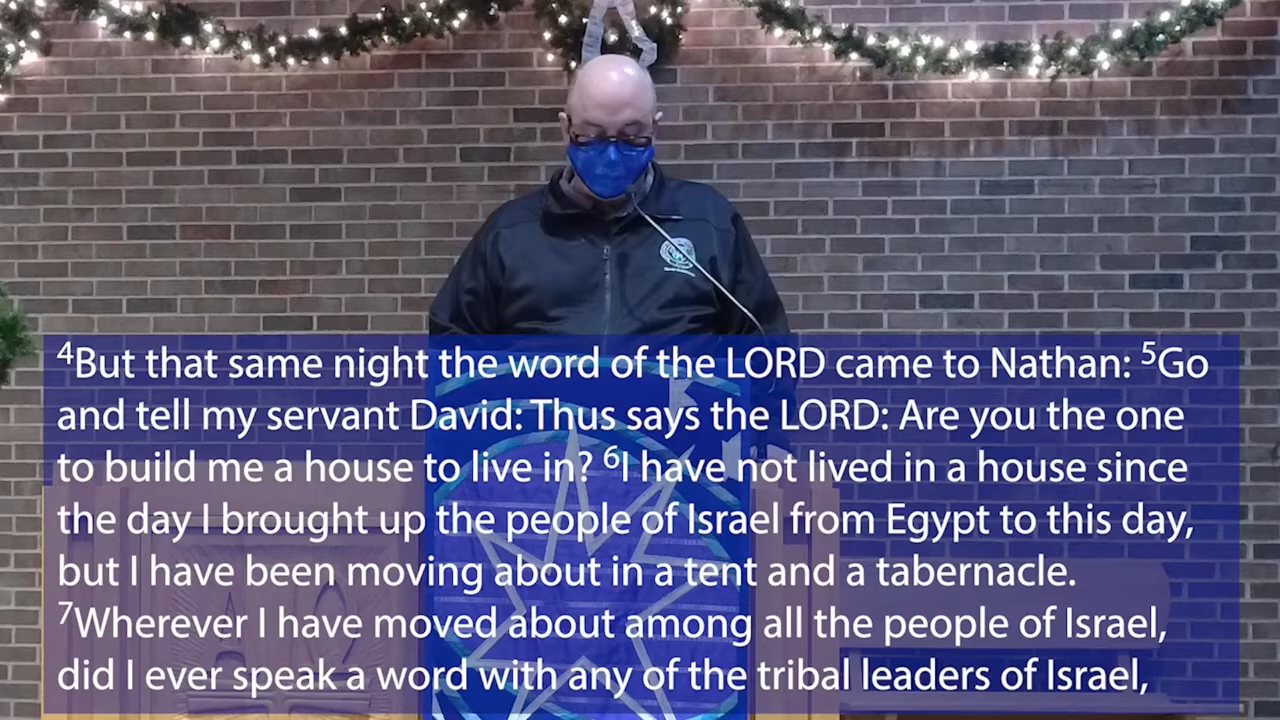 ⁴But that same night the word of the LORD came to Nathan: ⁵Go
and tell my servant David: Thus says the LORD: Are you the one
to build me a house to live in? ⁶I have not lived in a house since
the day I brought up the people of Israel from Egypt to this day,
but I have been moving about in a tent and a tabernacle.
⁷Wherever I have moved about among all the people of Israel,
did I ever speak a word with any of the tribal leaders of Israel,